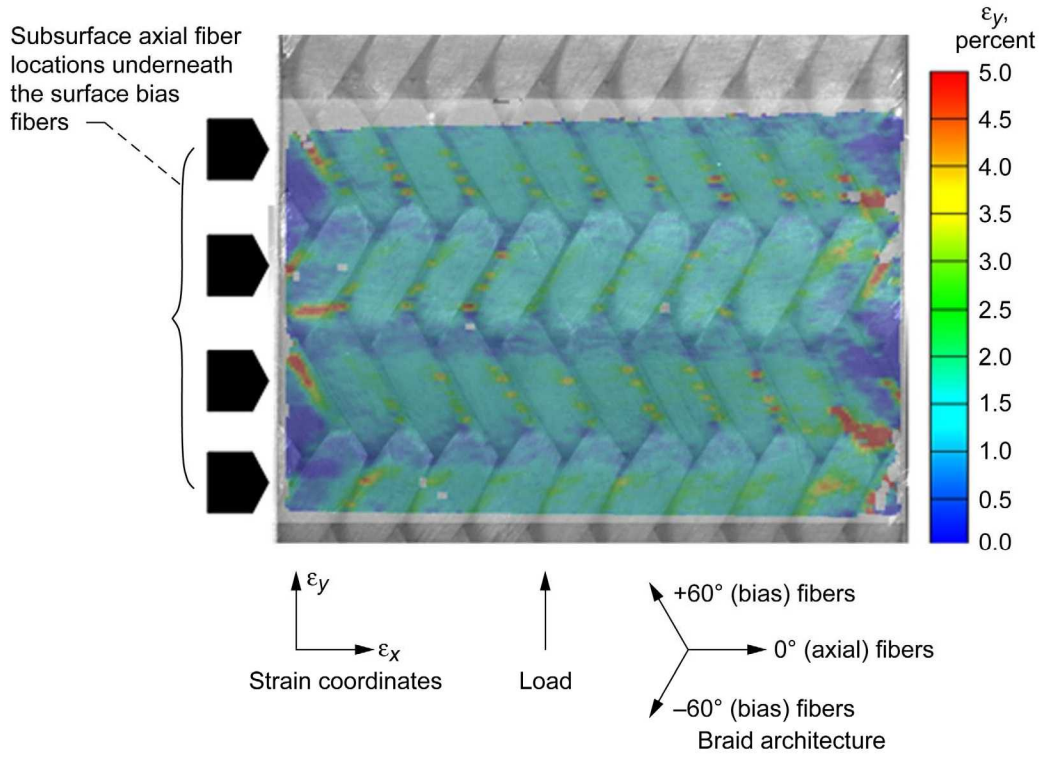 Subsurface axial fiber
locations underneath
the surface bias
fibers
εy,
percent
5.0
4.5
4.0
3.5
3.0
2.5
2.0
1.5
1.0
0.5
0.0
εy
εx
Strain coordinates
Load
+60° (bias) fibers
0° (axial) fibers
–60° (bias) fibers
Braid architecture